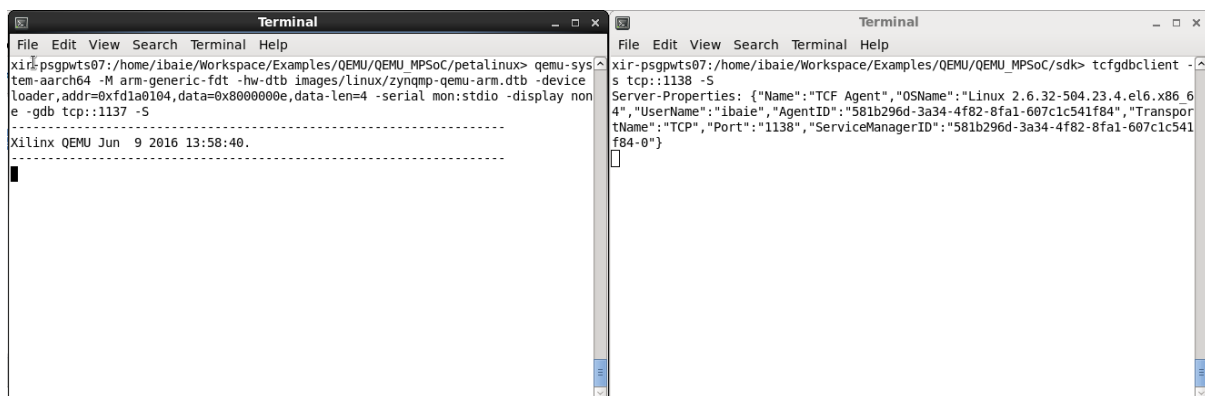 Terminal
File Edit View Search Terminal Help
xir-psgpwts07:/home/ibaie/Workspace/Examples/QEMU/QEMU_MPSoC/petalinux> qemu-sys
tem-aarch64 -M arm-generic-fdt -hw-dtb images/linux/zynqmp-qemu-arm.dtb -device
loader,addr=0xfd1a0104,data=0x8000000e,data-len=4 -serial mon:stdio -display non
e -gdb tcp::1137 -S
-----------------------------------------------------------------
Xilinx QEMU Jun  9 2016 13:58:40.
-----------------------------------------------------------------
Terminal
File Edit View Search Terminal Help
xir-psgpwts07:/home/ibaie/Workspace/Examples/QEMU/QEMU_MPSoC/sdk> tcfgdbclient -
s tcp::1138 -S
Server-Properties: {"Name":"TCF Agent","OSName":"Linux 2.6.32-504.23.4.el6.x86_6
4","UserName":"ibaie","AgentID":"581b296d-3a34-4f82-8fa1-607c1c541f84","Transpor
tName":"TCP","Port":"1138","ServiceManagerID":"581b296d-3a34-4f82-8fa1-607c1c541
f84-0"}